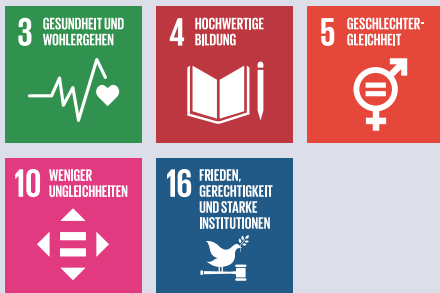 3 GESUNDHEIT UND
WOHLERGEHEN
4 HOCHWERTIGE
BILDUNG
5 GESCHLECHTER-
GLEICHHEIT
10 WENIGER
UNGLEICHHEITEN
16 FRIEDEN,
GERECHTIGKEIT
UND STARKE
INSTITUTIONEN